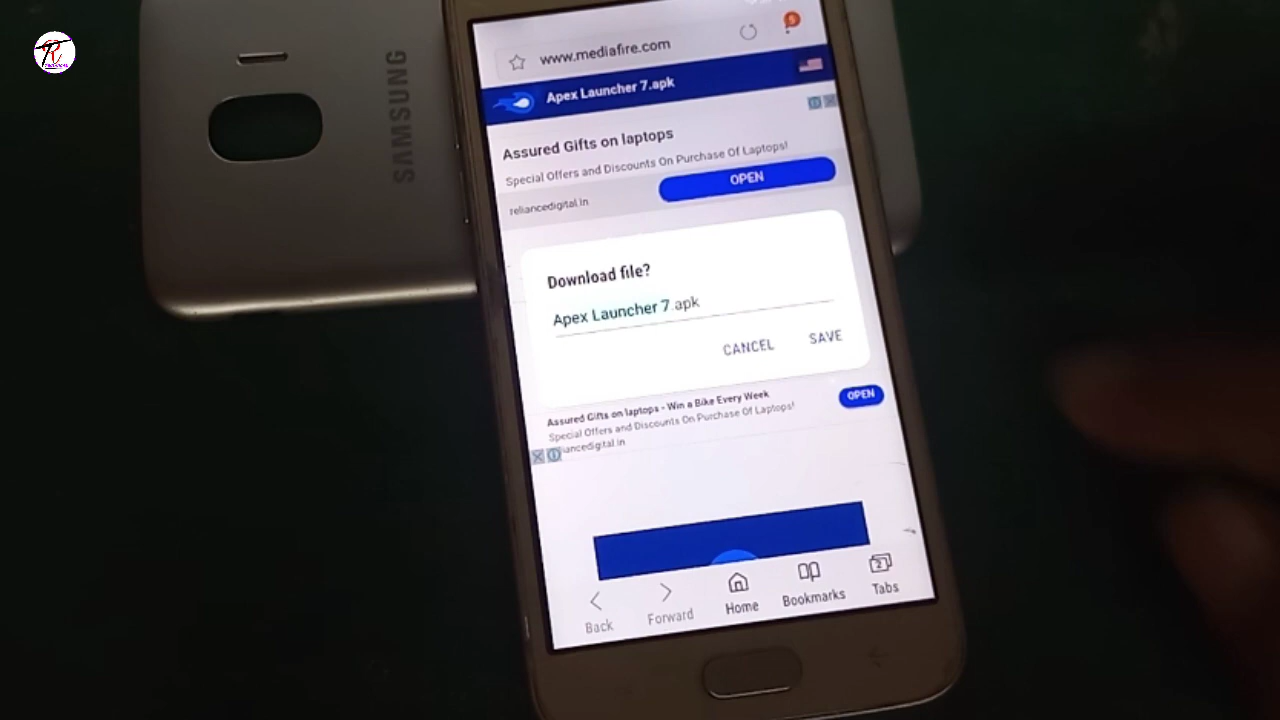 SAMSUNG
www.mediafire.com
Apex Launcher 7.apk
Assured Gifts on laptops
Special Offers and Discounts On Purchase Of Laptops!
OPEN
reliancedigital.in
Download file?
Apex Launcher 7.apk
CANCEL SAVE
Assured Gifts on laptops - Win a Bike Every Week
OPEN
Special Offers and Discounts On Purchase Of Laptops!
iancedigital.in
2
Back Forward Home Bookmarks Tabs